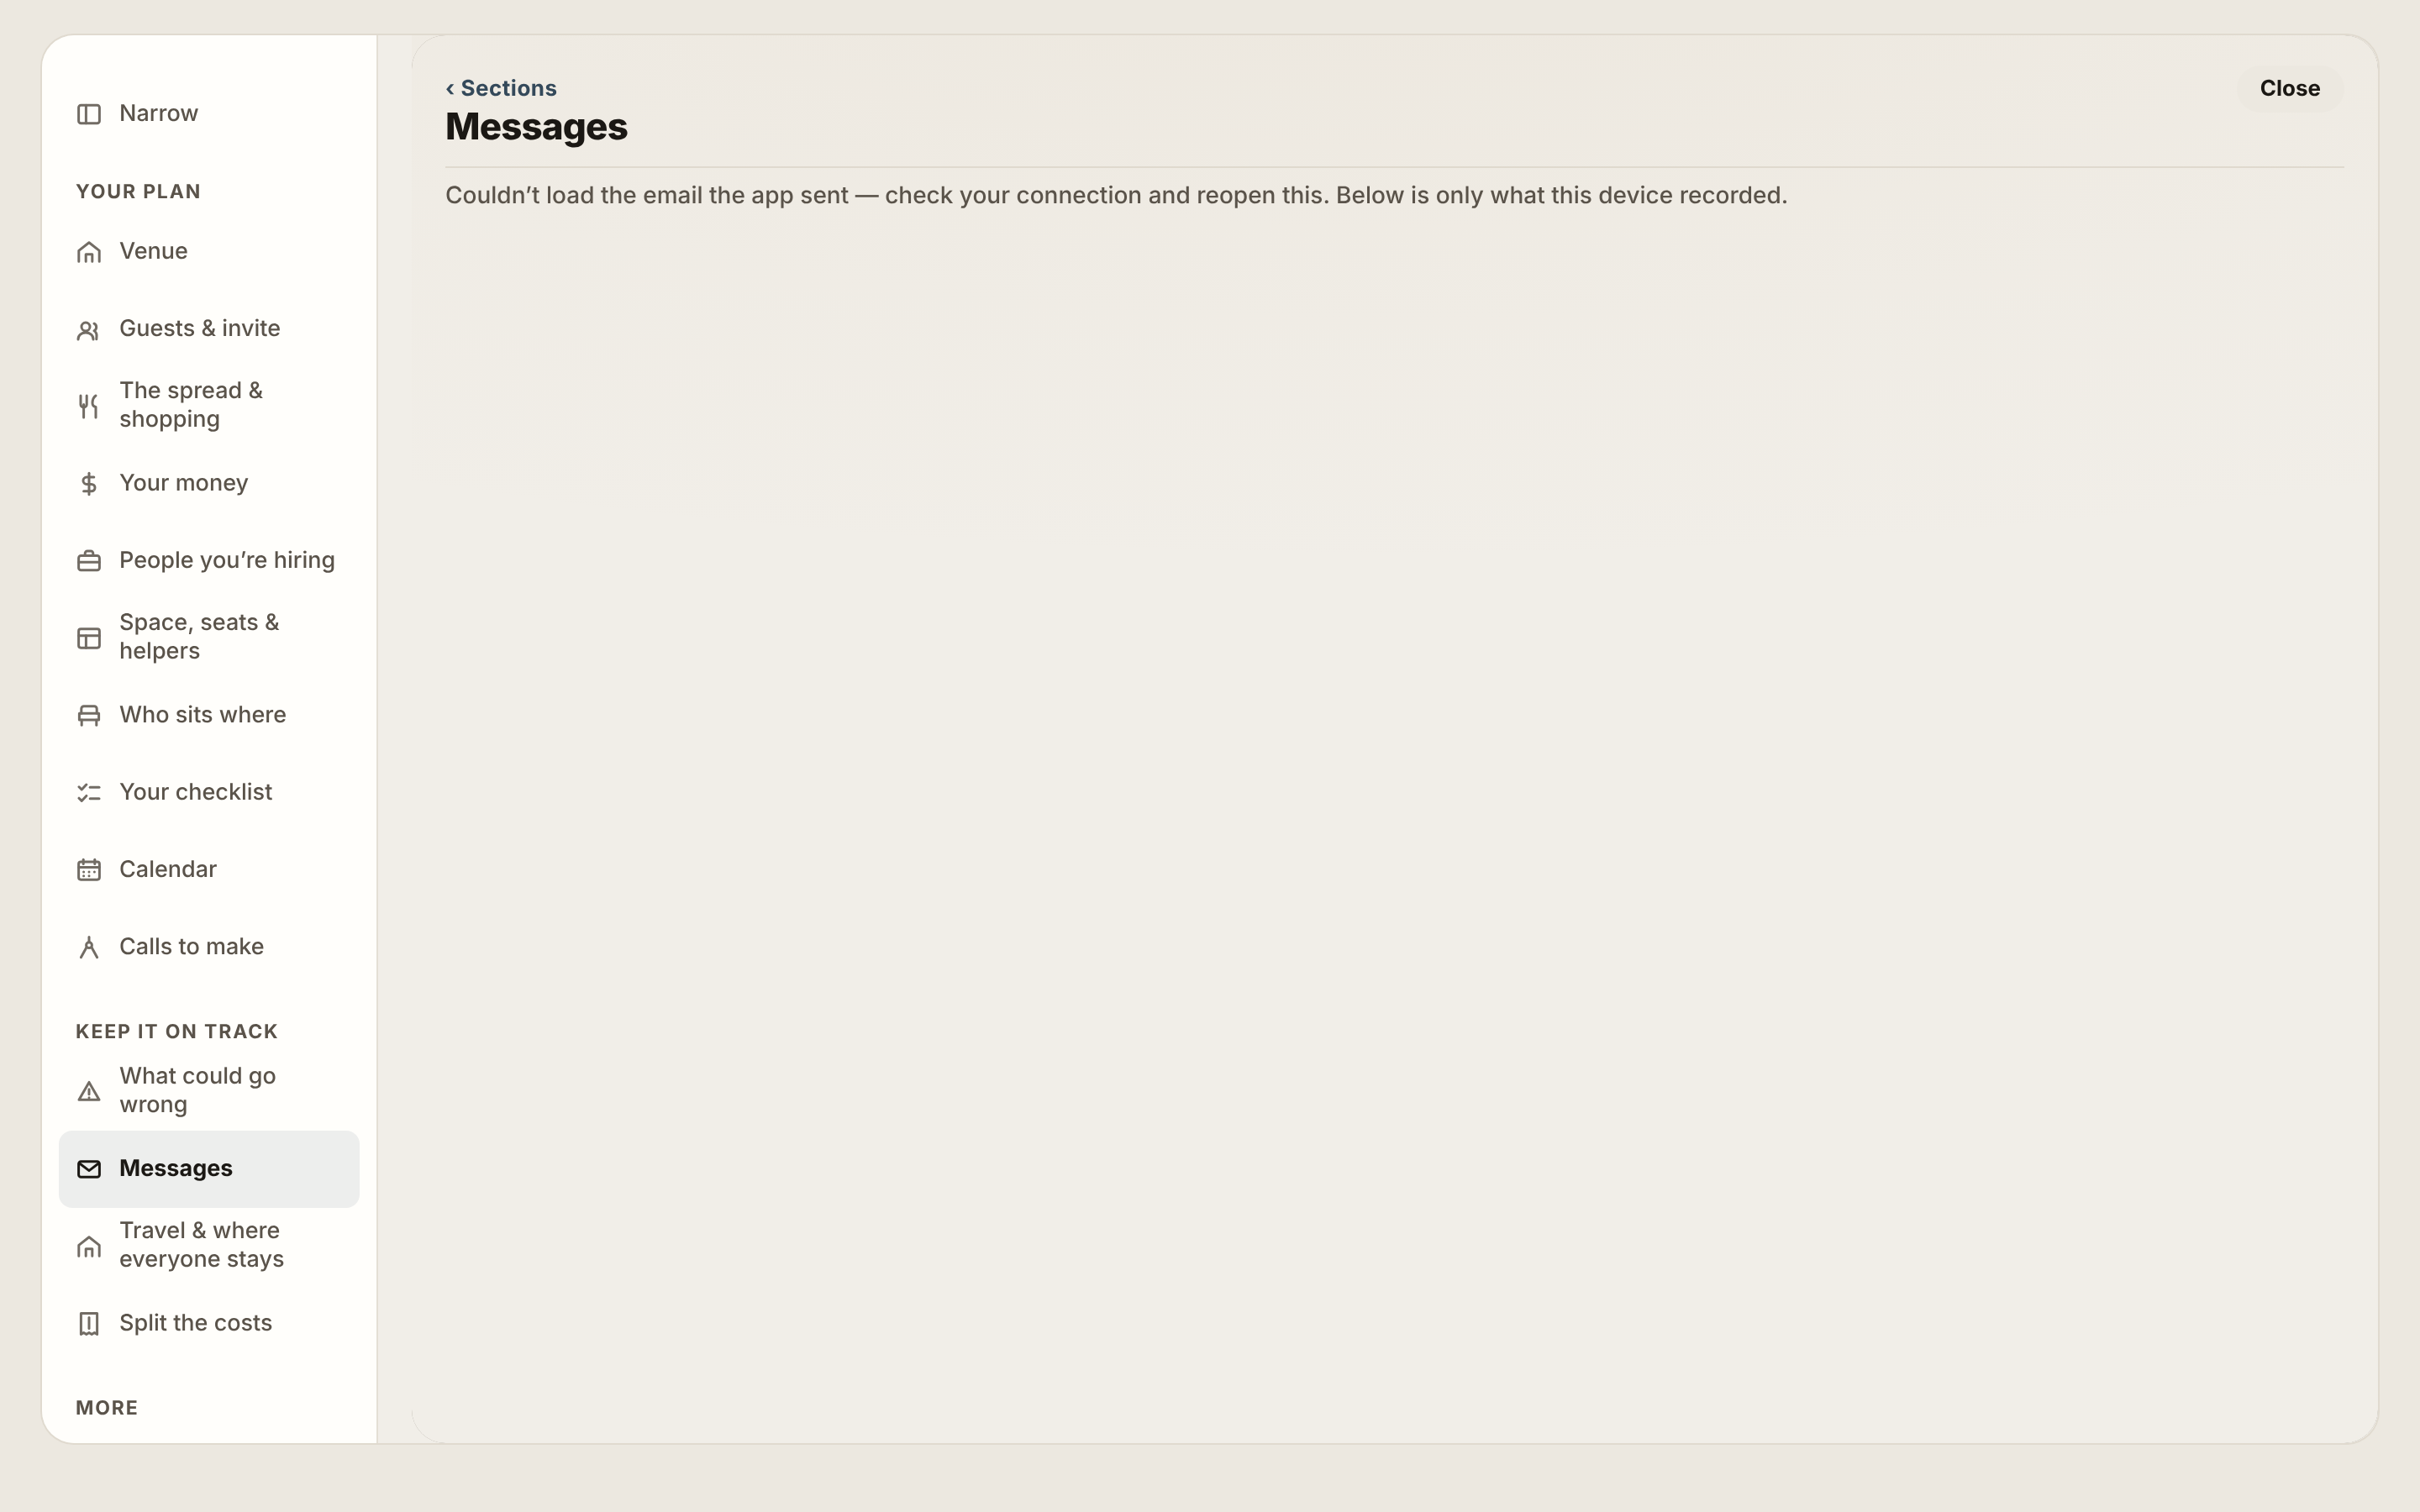 Narrow
YOUR PLAN
Venue
Guests & invite
The spread &
shopping
Your money
People you’re hiring
Space, seats &
helpers
Who sits where
Your checklist
Calendar
Calls to make
KEEP IT ON TRACK
What could go
wrong
Messages
Travel & where
everyone stays
Split the costs
MORE
‹ Sections
Close
Messages
Couldn’t load the email the app sent — check your connection and reopen this. Below is only what this device recorded.